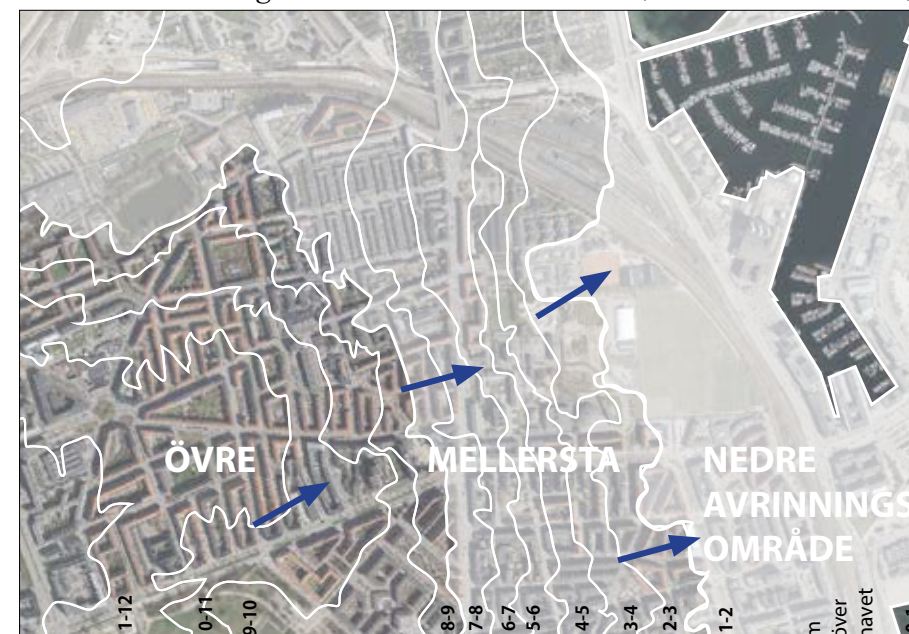 ÖVRE
MELLERSTA
NEDRE
AVRINNINGS
OMRÅDE
1-12
0-11
9-10
8-9
7-8
6-7
5-6
4-5
3-4
2-3
1-2
m
över
havet